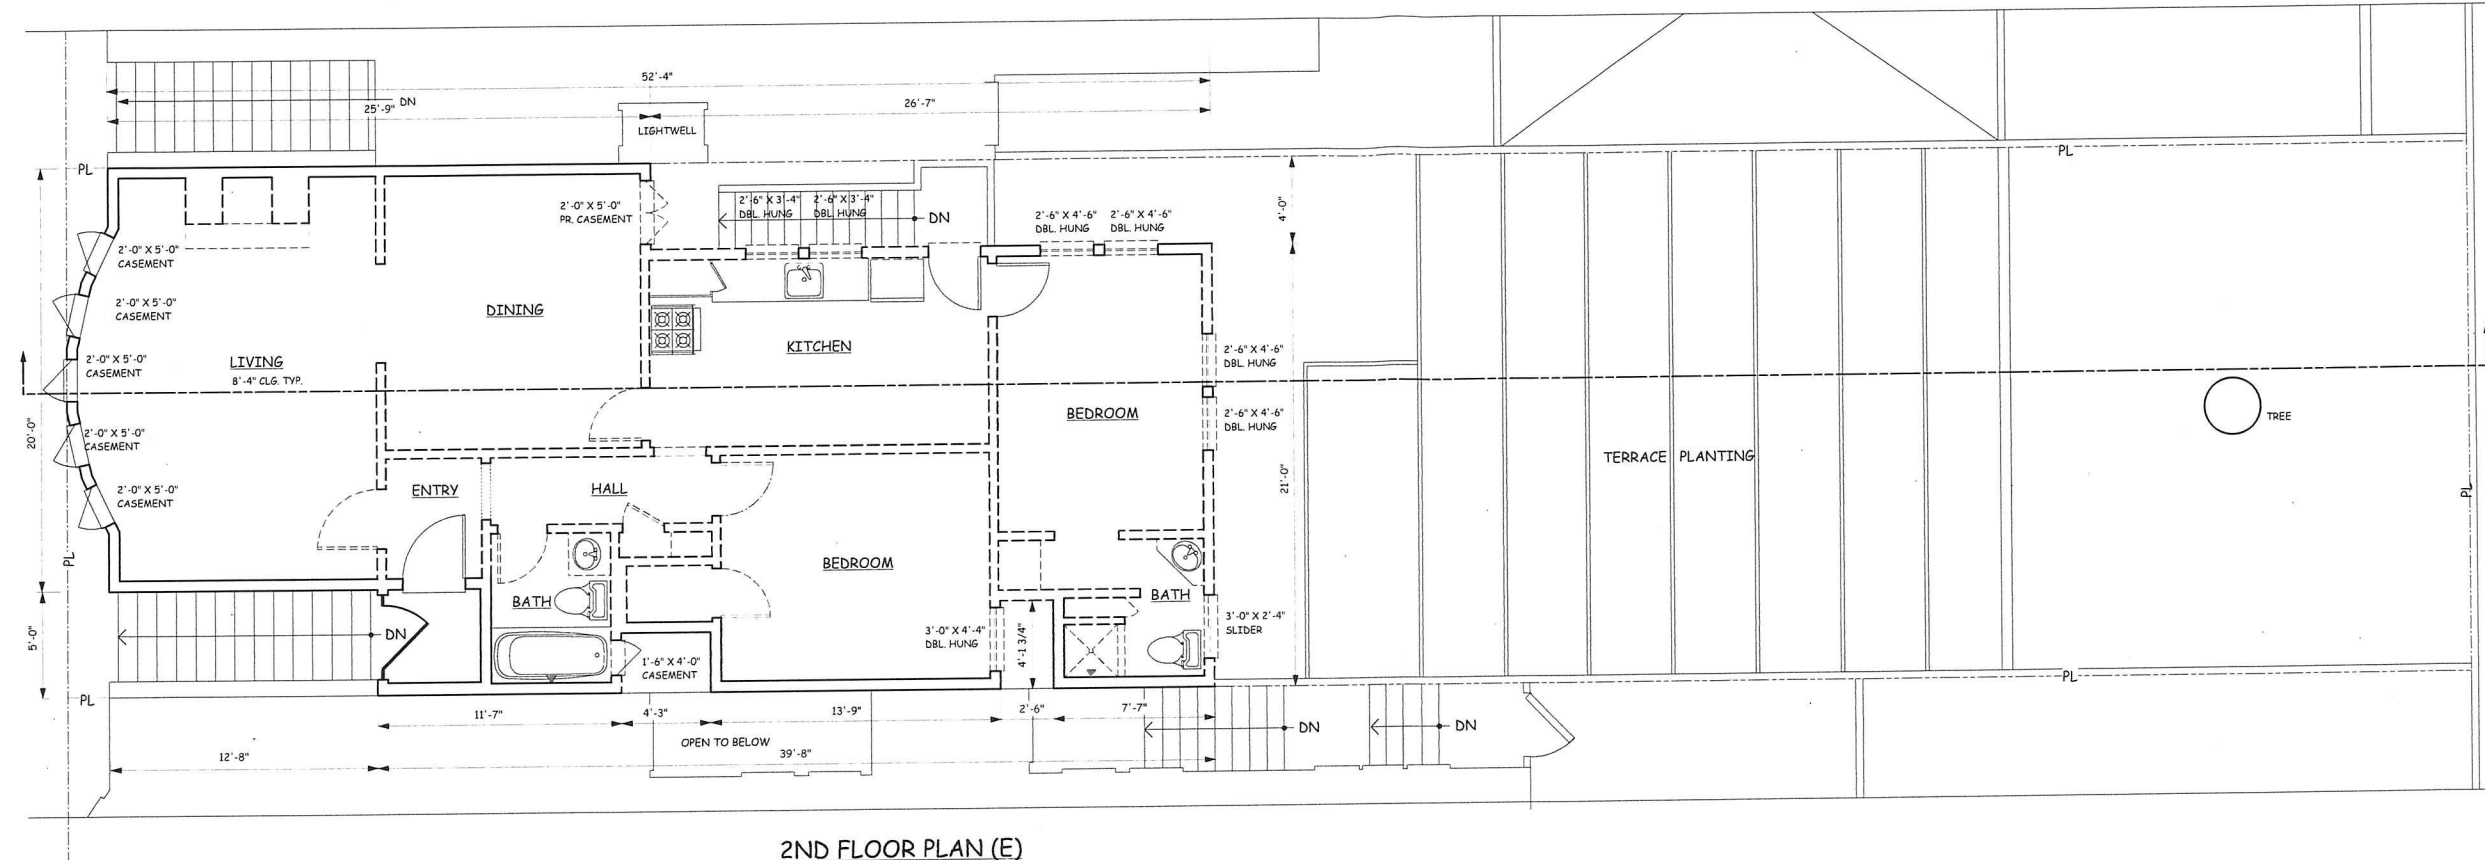 52'-4"
25'-9"
DN
26'-7"
LIGHTWELL
PL
PL
2'-0" X 5'-0"
PR. CASEMENT
2'-6" X 3'-4"
DBL. HUNG
2'-6" X 3'-4"
DBL. HUNG
DN
2'-6" X 4'-6"
DBL. HUNG
2'-6" X 4'-6"
DBL. HUNG
4'-0"
2'-0" X 5'-0"
CASEMENT
2'-0" X 5'-0"
CASEMENT
DINING
KITCHEN
2'-0" X 5'-0"
CASEMENT
LIVING
8'-4" CLG. TYP.
2'-6" X 4'-6"
DBL. HUNG
BEDROOM
2'-6" X 4'-6"
DBL. HUNG
TREE
20'-0"
2'-0" X 5'-0"
CASEMENT
TERRACE PLANTING
21'-0"
2'-0" X 5'-0"
CASEMENT
ENTRY
HALL
PL
PL
BEDROOM
BATH
BATH
3'-0" X 2'-4"
SLIDER
5'-0"
DN
3'-0" X 4'-4"
DBL. HUNG
4'-1 3/4"
1'-6" X 4'-0"
CASEMENT
PL
PL
11'-7"
4'-3"
13'-9"
2'-6"
7'-7"
DN
DN
OPEN TO BELOW
12'-8"
39'-8"
2ND FLOOR PLAN (E)